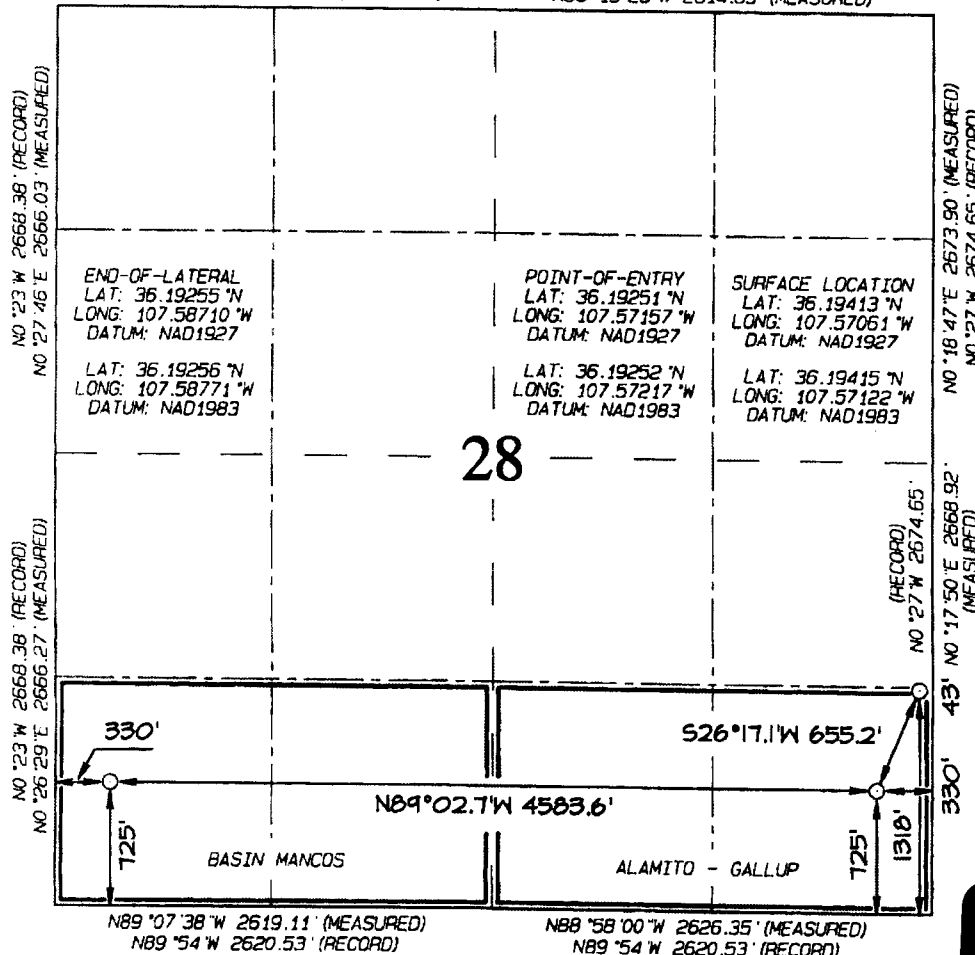 N0°23'W 2668.38' (RECORD)
N0°27'46"E 2666.03' (MEASURED)
N0°18'47"E 2673.90' (MEASURED)
N0°27'W 2674.65' (RECORD)
END-OF-LATERAL
LAT: 36.19255°N
LONG: 107.58710°W
DATUM: NAD1927
LAT: 36.19256°N
LONG: 107.58771°W
DATUM: NAD1983
POINT-OF-ENTRY
LAT: 36.19251°N
LONG: 107.57157°W
DATUM: NAD1927
LAT: 36.19252°N
LONG: 107.57217°W
DATUM: NAD1983
SURFACE LOCATION
LAT: 36.19413°N
LONG: 107.57061°W
DATUM: NAD1927
LAT: 36.19415°N
LONG: 107.57122°W
DATUM: NAD1983
28
N0°23'W 2668.38' (RECORD)
N0°26'29"E 2666.27' (MEASURED)
(RECORD)
N0°27'W 2674.65'
N0°17'50"E 2668.92'
(MEASURED)
43'
330'
S26°17.1'W 655.2'
N89°02.7'W 4583.6'
330'
725'
725'
1318'
BASIN MANCOS
ALAMITO - GALLUP
N89°07'38"W 2619.11' (MEASURED)
N89°54'W 2620.53' (RECORD)
N88°58'00"W 2626.35' (MEASURED)
N89°54'W 2620.53' (RECORD)